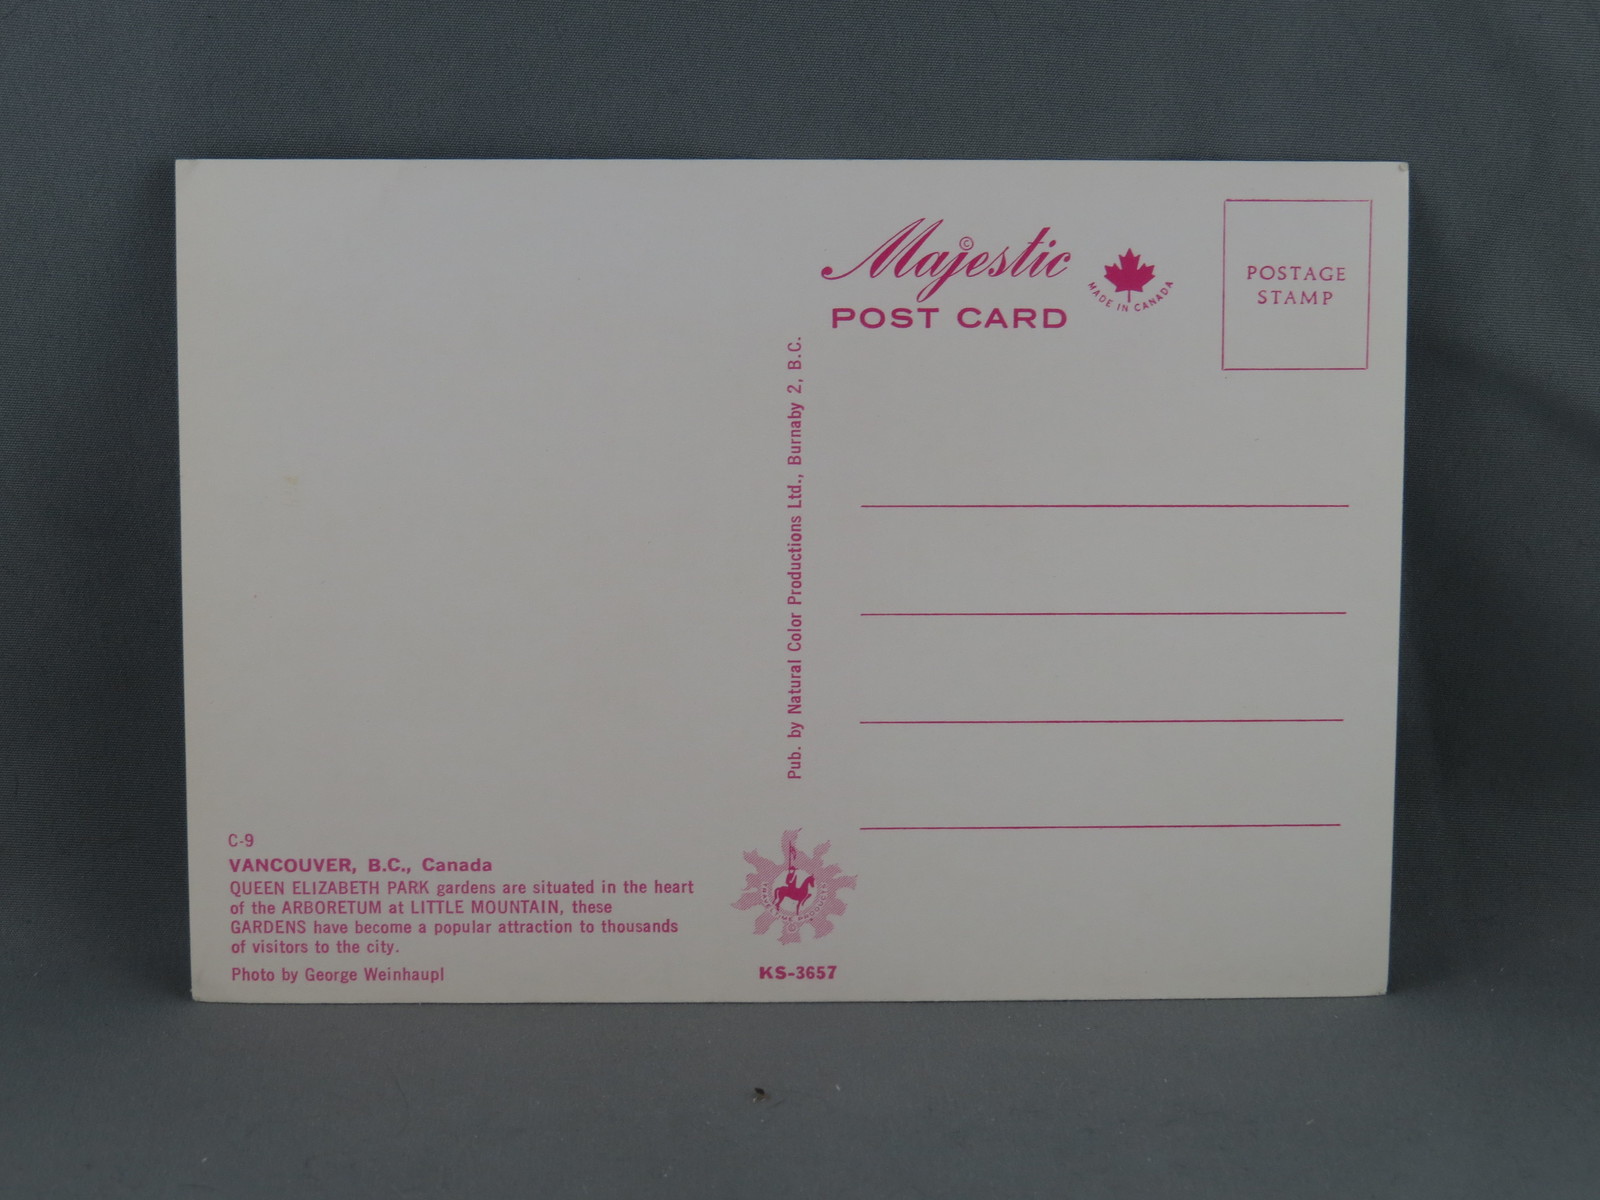 Majestic ©
POST CARD
MADE IN CANADA
POSTAGE
STAMP
Pub. by Natural Color Productions Ltd., Burnaby 2, B.C.
C-9
VANCOUVER, B.C., Canada
QUEEN ELIZABETH PARK gardens are situated in the heart
of the ARBORETUM at LITTLE MOUNTAIN, these
GARDENS have become a popular attraction to thousands
of visitors to the city.
Photo by George Weinhaupl
TRAVELTIME PRODUCTS ©
KS-3657